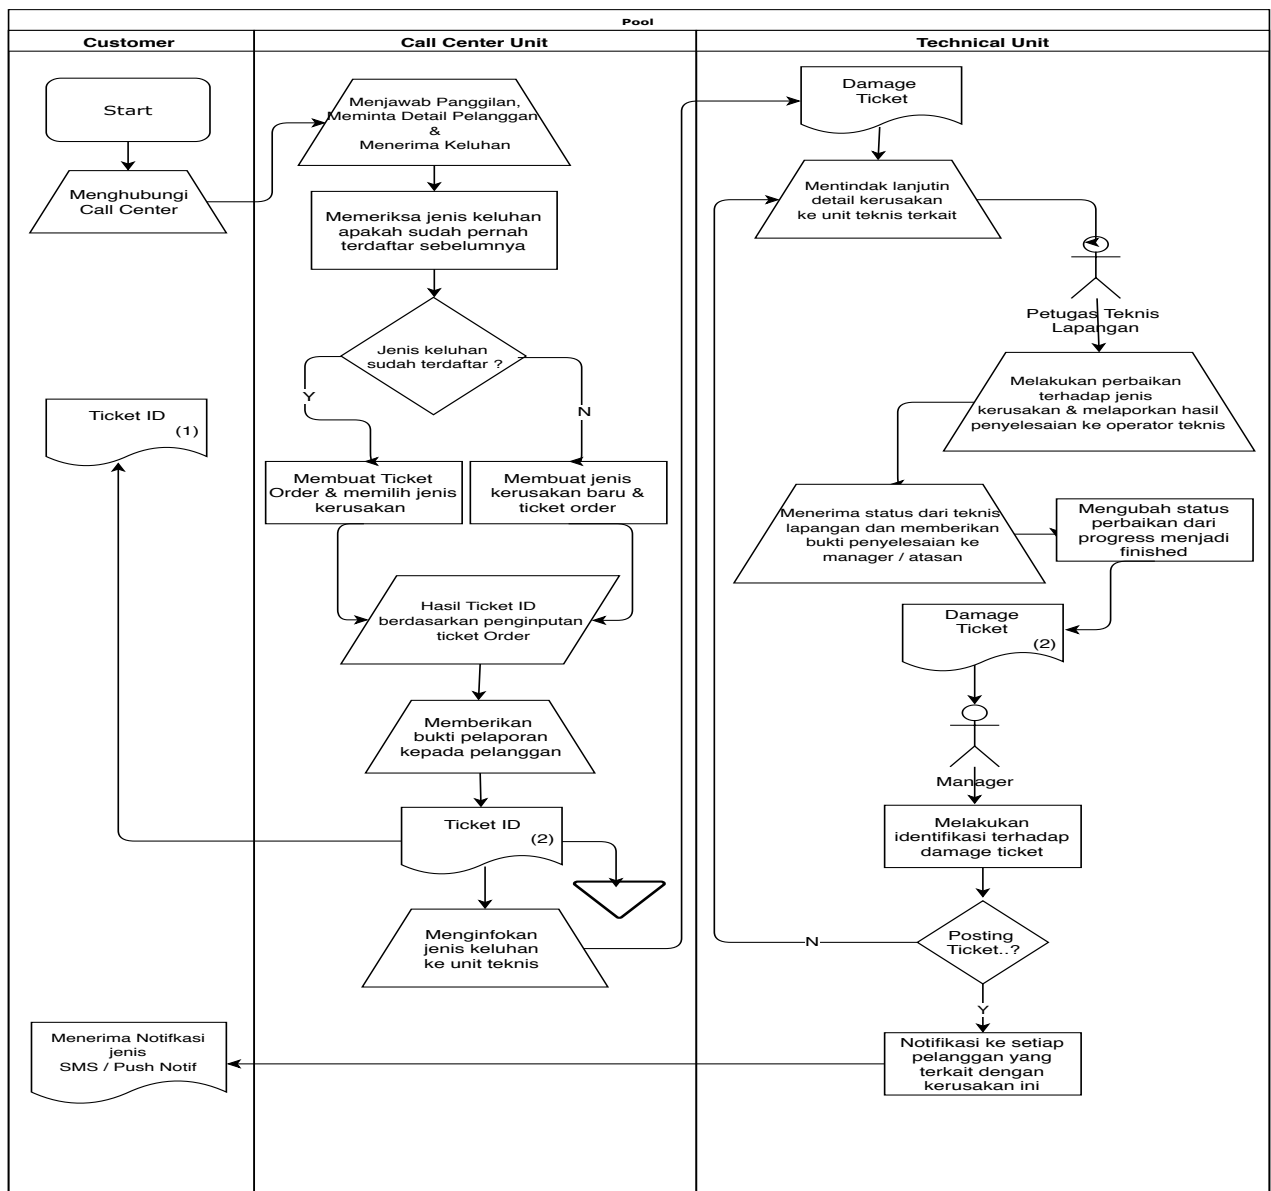 Pool
Customer
Call Center Unit
Technical Unit
Start
Menghubungi
Call Center
Menjawab Panggilan,
Meminta Detail Pelanggan
&
Menerima Keluhan
Memeriksa jenis keluhan
apakah sudah pernah
terdaftar sebelumnya
Jenis keluhan
sudah terdaftar ?
Y
N
Membuat Ticket
Order & memilih jenis
kerusakan
Membuat jenis
kerusakan baru &
ticket order
Hasil Ticket ID
berdasarkan penginputan
ticket Order
Memberikan
bukti pelaporan
kepada pelanggan
Ticket ID
(2)
Ticket ID
(1)
Menginfokan
jenis keluhan
ke unit teknis
Damage
Ticket
Mentindak lanjutin
detail kerusakan
ke unit teknis terkait
Petugas Teknis
Lapangan
Melakukan perbaikan
terhadap jenis
kerusakan & melaporkan hasil
penyelesaian ke operator teknis
Menerima status dari teknis
lapangan dan memberikan
bukti penyelesaian ke
manager / atasan
Mengubah status
perbaikan dari
progress menjadi
finished
Damage
Ticket
(2)
Manager
Melakukan
identifikasi terhadap
damage ticket
Posting
Ticket..?
N
Y
Notifikasi ke setiap
pelanggan yang
terkait dengan
kerusakan ini
Menerima Notifkasi
jenis
SMS / Push Notif